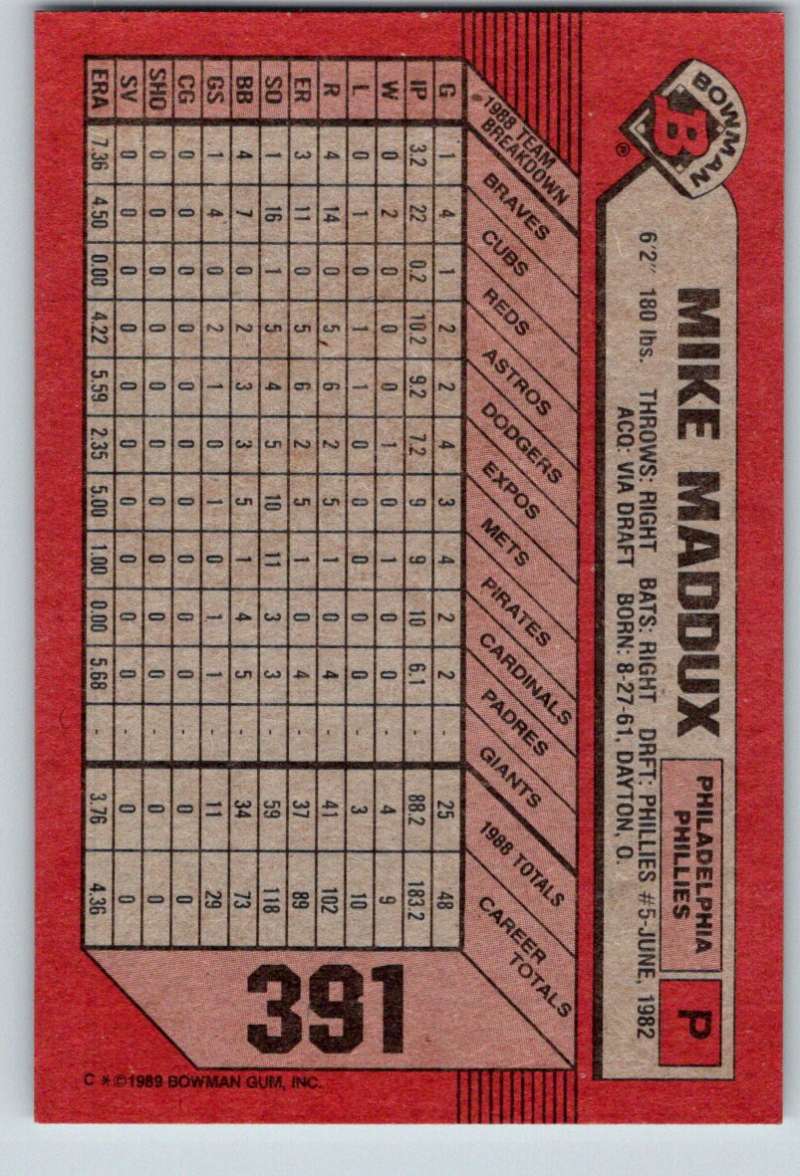 BOWMAN
B
®
MIKE MADDUX
PHILADELPHIA
PHILLIES
P
6'2" 180 lbs. THROWS: RIGHT BATS: RIGHT DRFT: PHILLIES #5-JUNE, 1982
ACQ: VIA DRAFT BORN: 8-27-61, DAYTON, O.
1988 TEAM BREAKDOWN BRAVES CUBS REDS ASTROS DODGERS EXPOS METS PIRATES CARDINALS PADRES GIANTS 1988 TOTALS CAREER TOTALS
G 1 4 1 2 2 4 3 4 2 2 - 25 48
IP 3.2 22 0.2 10.2 9.2 7.2 9 9 10 6.1 - 88.2 183.2
W 0 2 0 0 0 1 0 1 0 0 - 4 9
L 0 1 0 1 1 0 0 0 0 0 - 3 10
R 4 14 0 5 6 2 5 1 0 4 - 41 102
ER 3 11 0 5 6 2 5 1 0 4 - 37 89
SO 1 16 1 5 4 5 10 11 3 3 - 59 118
BB 4 7 0 2 3 3 5 1 4 5 - 34 73
GS 1 4 0 2 1 0 1 0 1 1 - 11 29
CG 0 0 0 0 0 0 0 0 0 0 - 0 0
SHO 0 0 0 0 0 0 0 0 0 0 - 0 0
SV 0 0 0 0 0 0 0 0 0 0 - 0 0
ERA 7.36 4.50 0.00 4.22 5.59 2.35 5.00 1.00 0.00 5.68 - 3.76 4.36
391
C *©1989 BOWMAN GUM, INC.